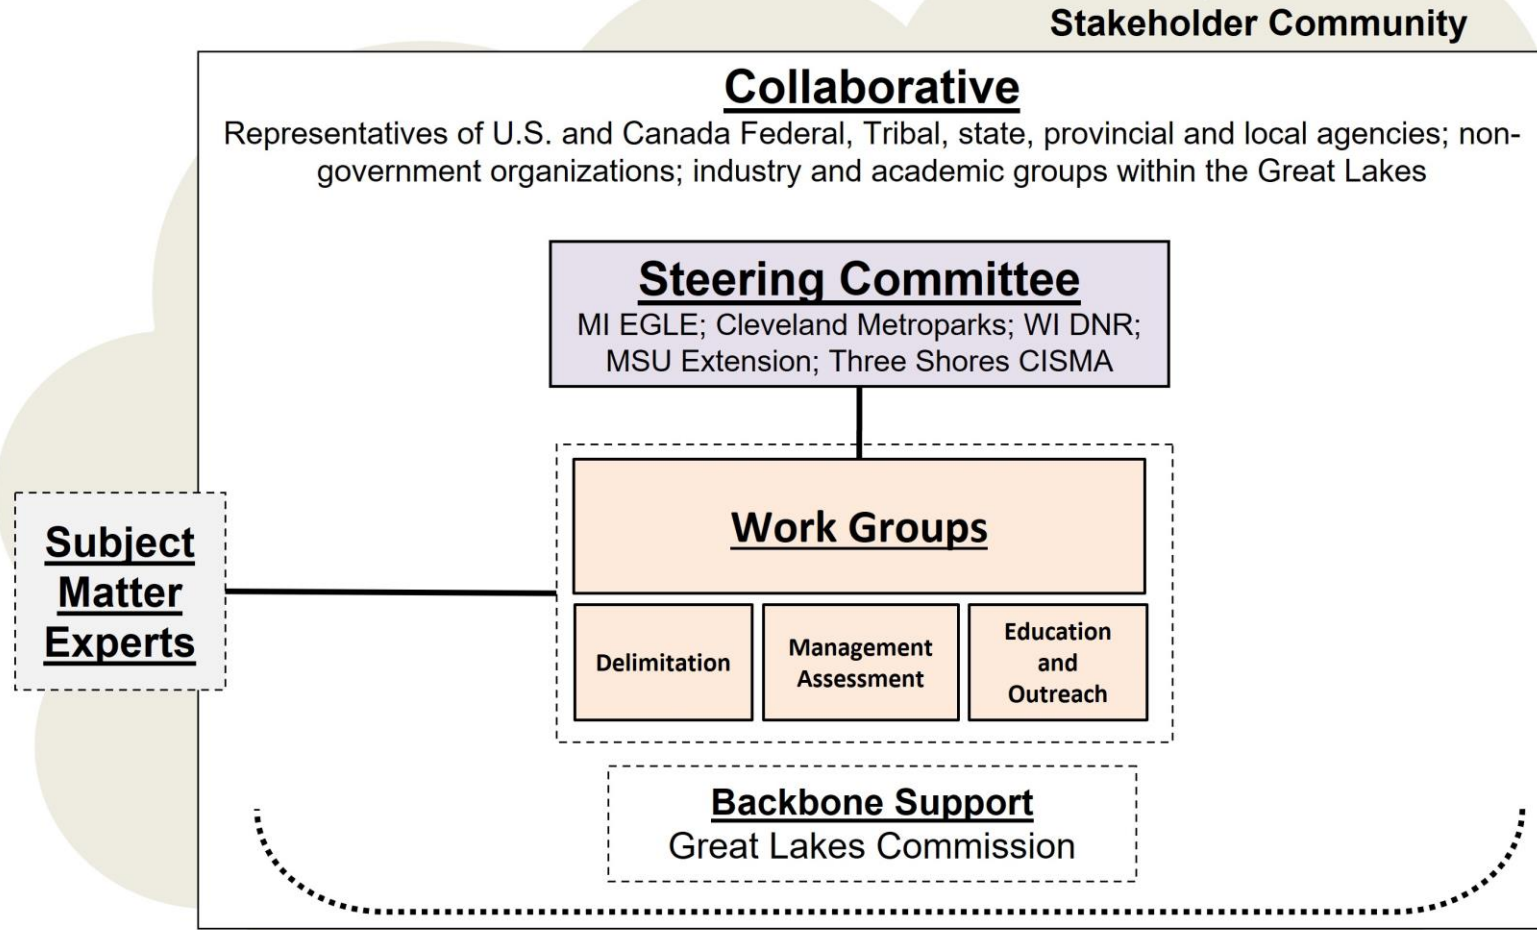 Stakeholder Community
Collaborative
Representatives of U.S. and Canada Federal, Tribal, state, provincial and local agencies; non-
government organizations; industry and academic groups within the Great Lakes
Steering Committee
MI EGLE; Cleveland Metroparks; WI DNR;
MSU Extension; Three Shores CISMA
Work Groups
Subject
Matter
Experts
Delimitation
Management
Assessment
Education
and
Outreach
Backbone Support
Great Lakes Commission